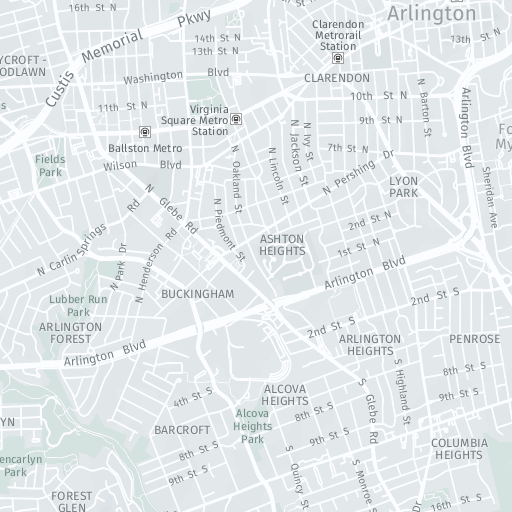 16th St N
Custis Memorial Pkwy
Arlington
Clarendon
Metrorail
Station
14th St N
13th St N
13th St
YCROFT -
ODLAWN
Washington Blvd
CLARENDON
N Barton St
Arlington Blvd
10th St N
11th St N
Virginia
Square Metro
Station
9th St N
N Ivy St
N Jackson St
Ballston Metro
7th St N
Fields
Park
Wilson Blvd
N Oakland St
N Lincoln St
N Pershing Dr
LYON
PARK
Sheridan Ave
N Glebe Rd
N Piedmont St
2nd St N
1st St N
ASHTON
HEIGHTS
N Carlin Springs Rd
N Park Dr
N Henderson Rd
Arlington Blvd
BUCKINGHAM
Lubber Run
Park
2nd St S
ARLINGTON
FOREST
2nd St S
ARLINGTON
HEIGHTS
PENROSE
Arlington Blvd
8th St S
S Highland St
4th St S
ALCOVA
HEIGHTS
9th St S
S Glebe Rd
Alcova
Heights
Park
8th St S
BARCROFT
9th St S
8th St S
COLUMBIA
HEIGHTS
9th St S
S Quincy St
S Monroe St
Dr
16th St S
FOREST
GLEN